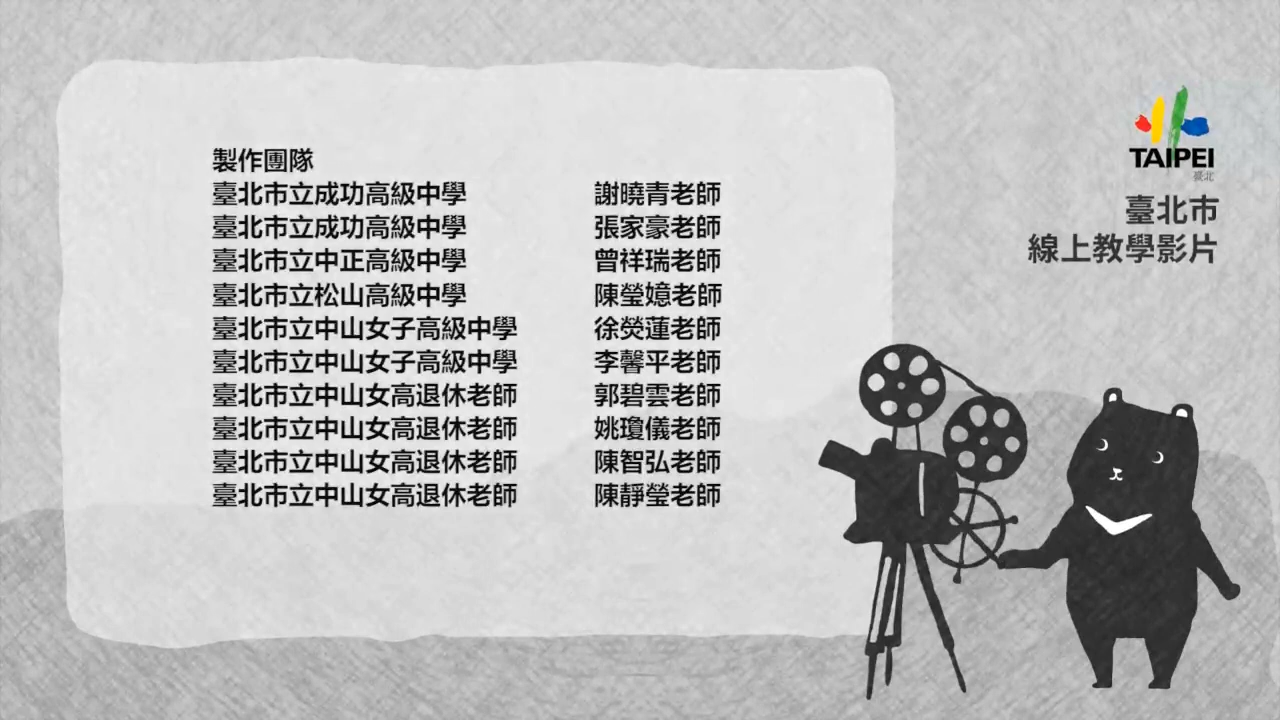 製作團隊
臺北市立成功高級中學 謝曉青老師
臺北市立成功高級中學 張家豪老師
臺北市立中正高級中學 曾祥瑞老師
臺北市立松山高級中學 陳瑩嬑老師
臺北市立中山女子高級中學 徐熒蓮老師
臺北市立中山女子高級中學 李馨平老師
臺北市立中山女高退休老師 郭碧雲老師
臺北市立中山女高退休老師 姚瓊儀老師
臺北市立中山女高退休老師 陳智弘老師
臺北市立中山女高退休老師 陳靜瑩老師
TAIPEI
臺北
臺北市
線上教學影片